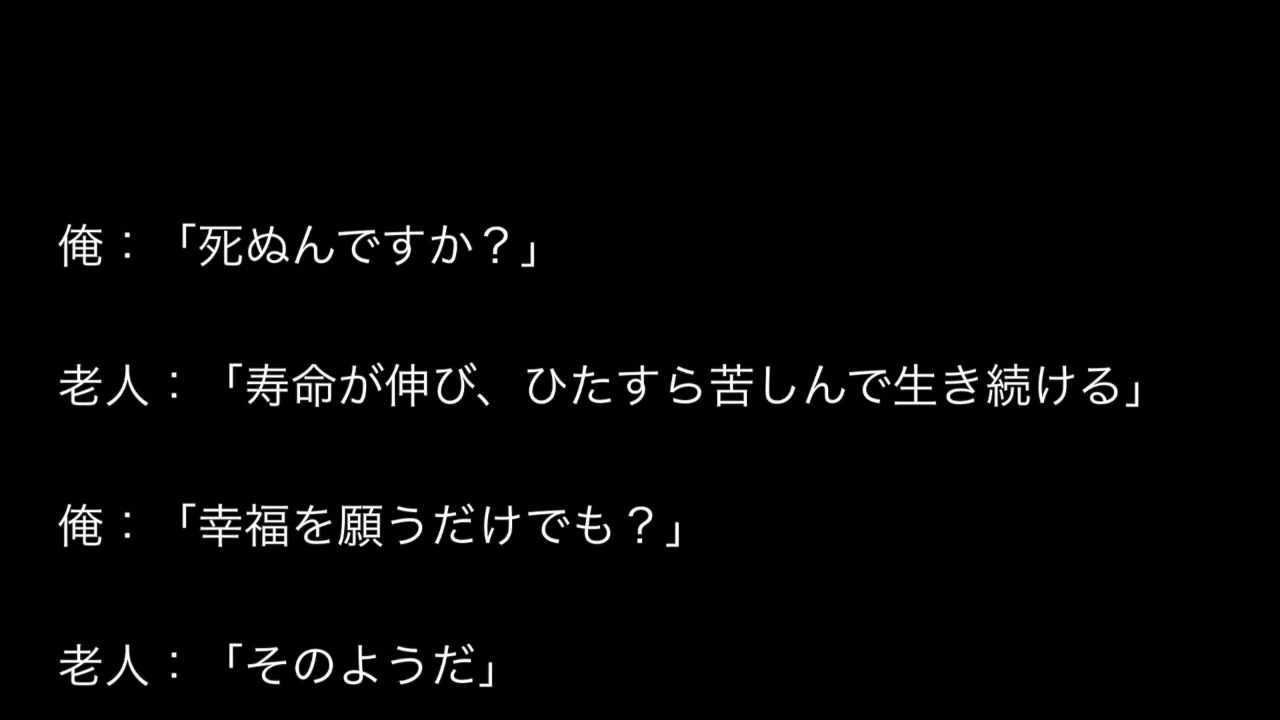 俺：「死ぬんですか？」
老人：「寿命が伸び、ひたすら苦しんで生き続ける」
俺：「幸福を願うだけでも？」
老人：「そのようだ」